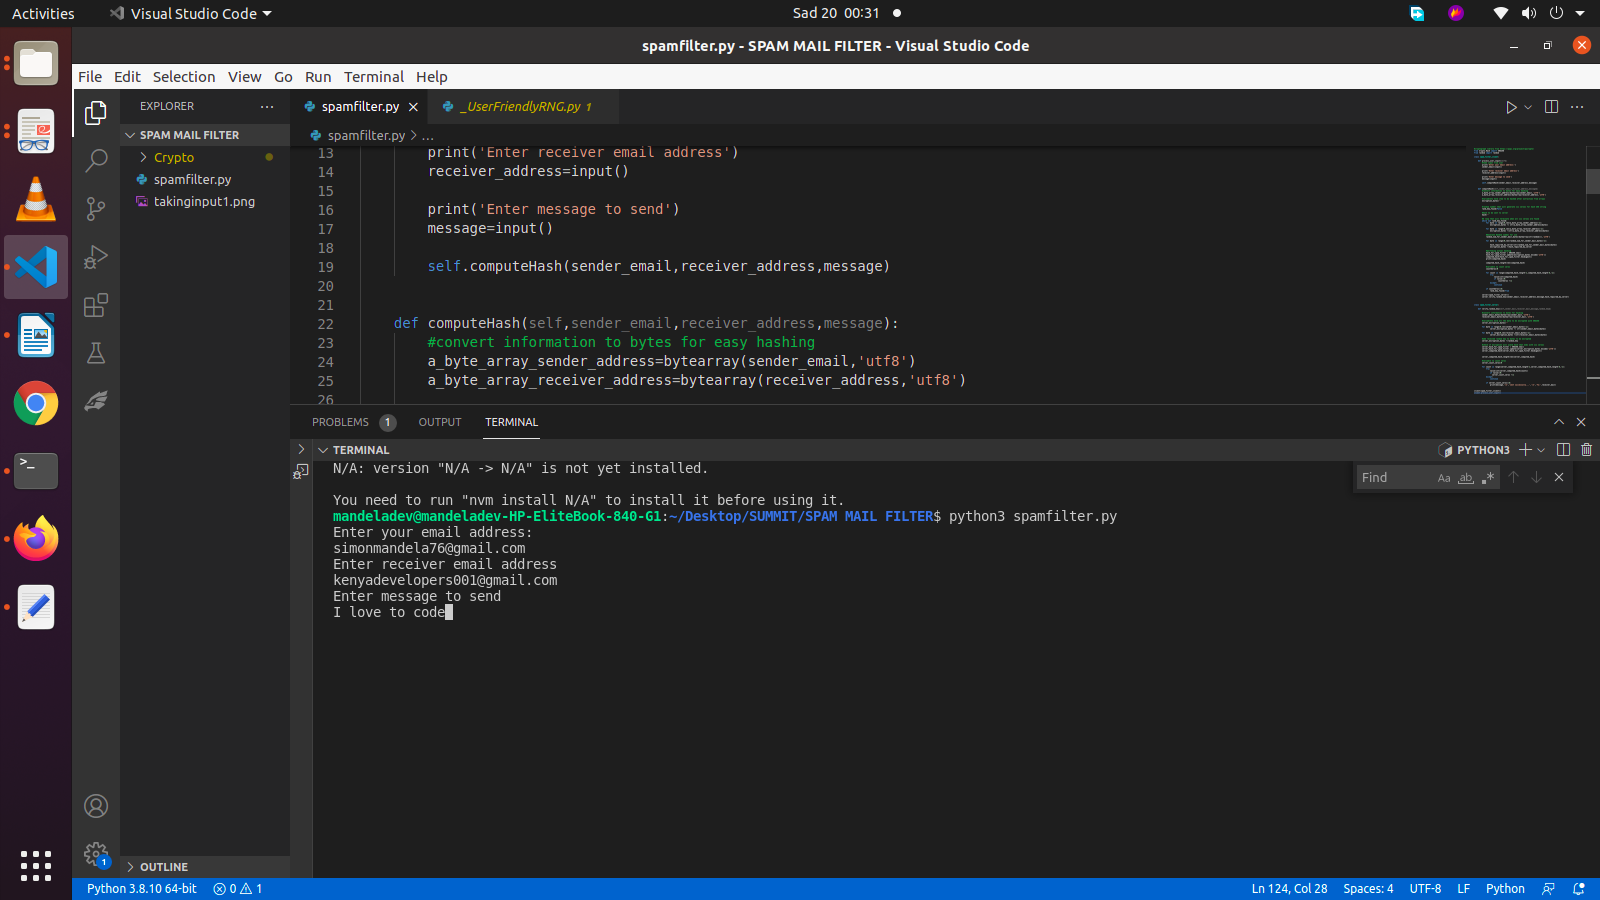 Activities
Visual Studio Code
Sad 20 00:31
spamfilter.py - SPAM MAIL FILTER - Visual Studio Code
File Edit Selection View Go Run Terminal Help
EXPLORER
SPAM MAIL FILTER
Crypto
spamfilter.py
takinginput1.png
OUTLINE
spamfilter.py
_UserFriendlyRNG.py 1
spamfilter.py > ...
13 print('Enter receiver email address')
14 receiver_address=input()
15
16 print('Enter message to send')
17 message=input()
18
19 self.computeHash(sender_email,receiver_address,message)
20
21
22 def computeHash(self,sender_email,receiver_address,message):
23 #convert information to bytes for easy hashing
24 a_byte_array_sender_address=bytearray(sender_email,'utf8')
25 a_byte_array_receiver_address=bytearray(receiver_address,'utf8')
26
PROBLEMS 1 OUTPUT TERMINAL
TERMINAL
PYTHON3
Find
Aa ab
N/A: version "N/A -> N/A" is not yet installed.
You need to run "nvm install N/A" to install it before using it.
mandeladev@mandeladev-HP-EliteBook-840-G1:~/Desktop/SUMMIT/SPAM MAIL FILTER$ python3 spamfilter.py
Enter your email address:
simonmandela76@gmail.com
Enter receiver email address
kenyadevelopers001@gmail.com
Enter message to send
I love to code
1
Python 3.8.10 64-bit 0 1
Ln 124, Col 28 Spaces: 4 UTF-8 LF Python